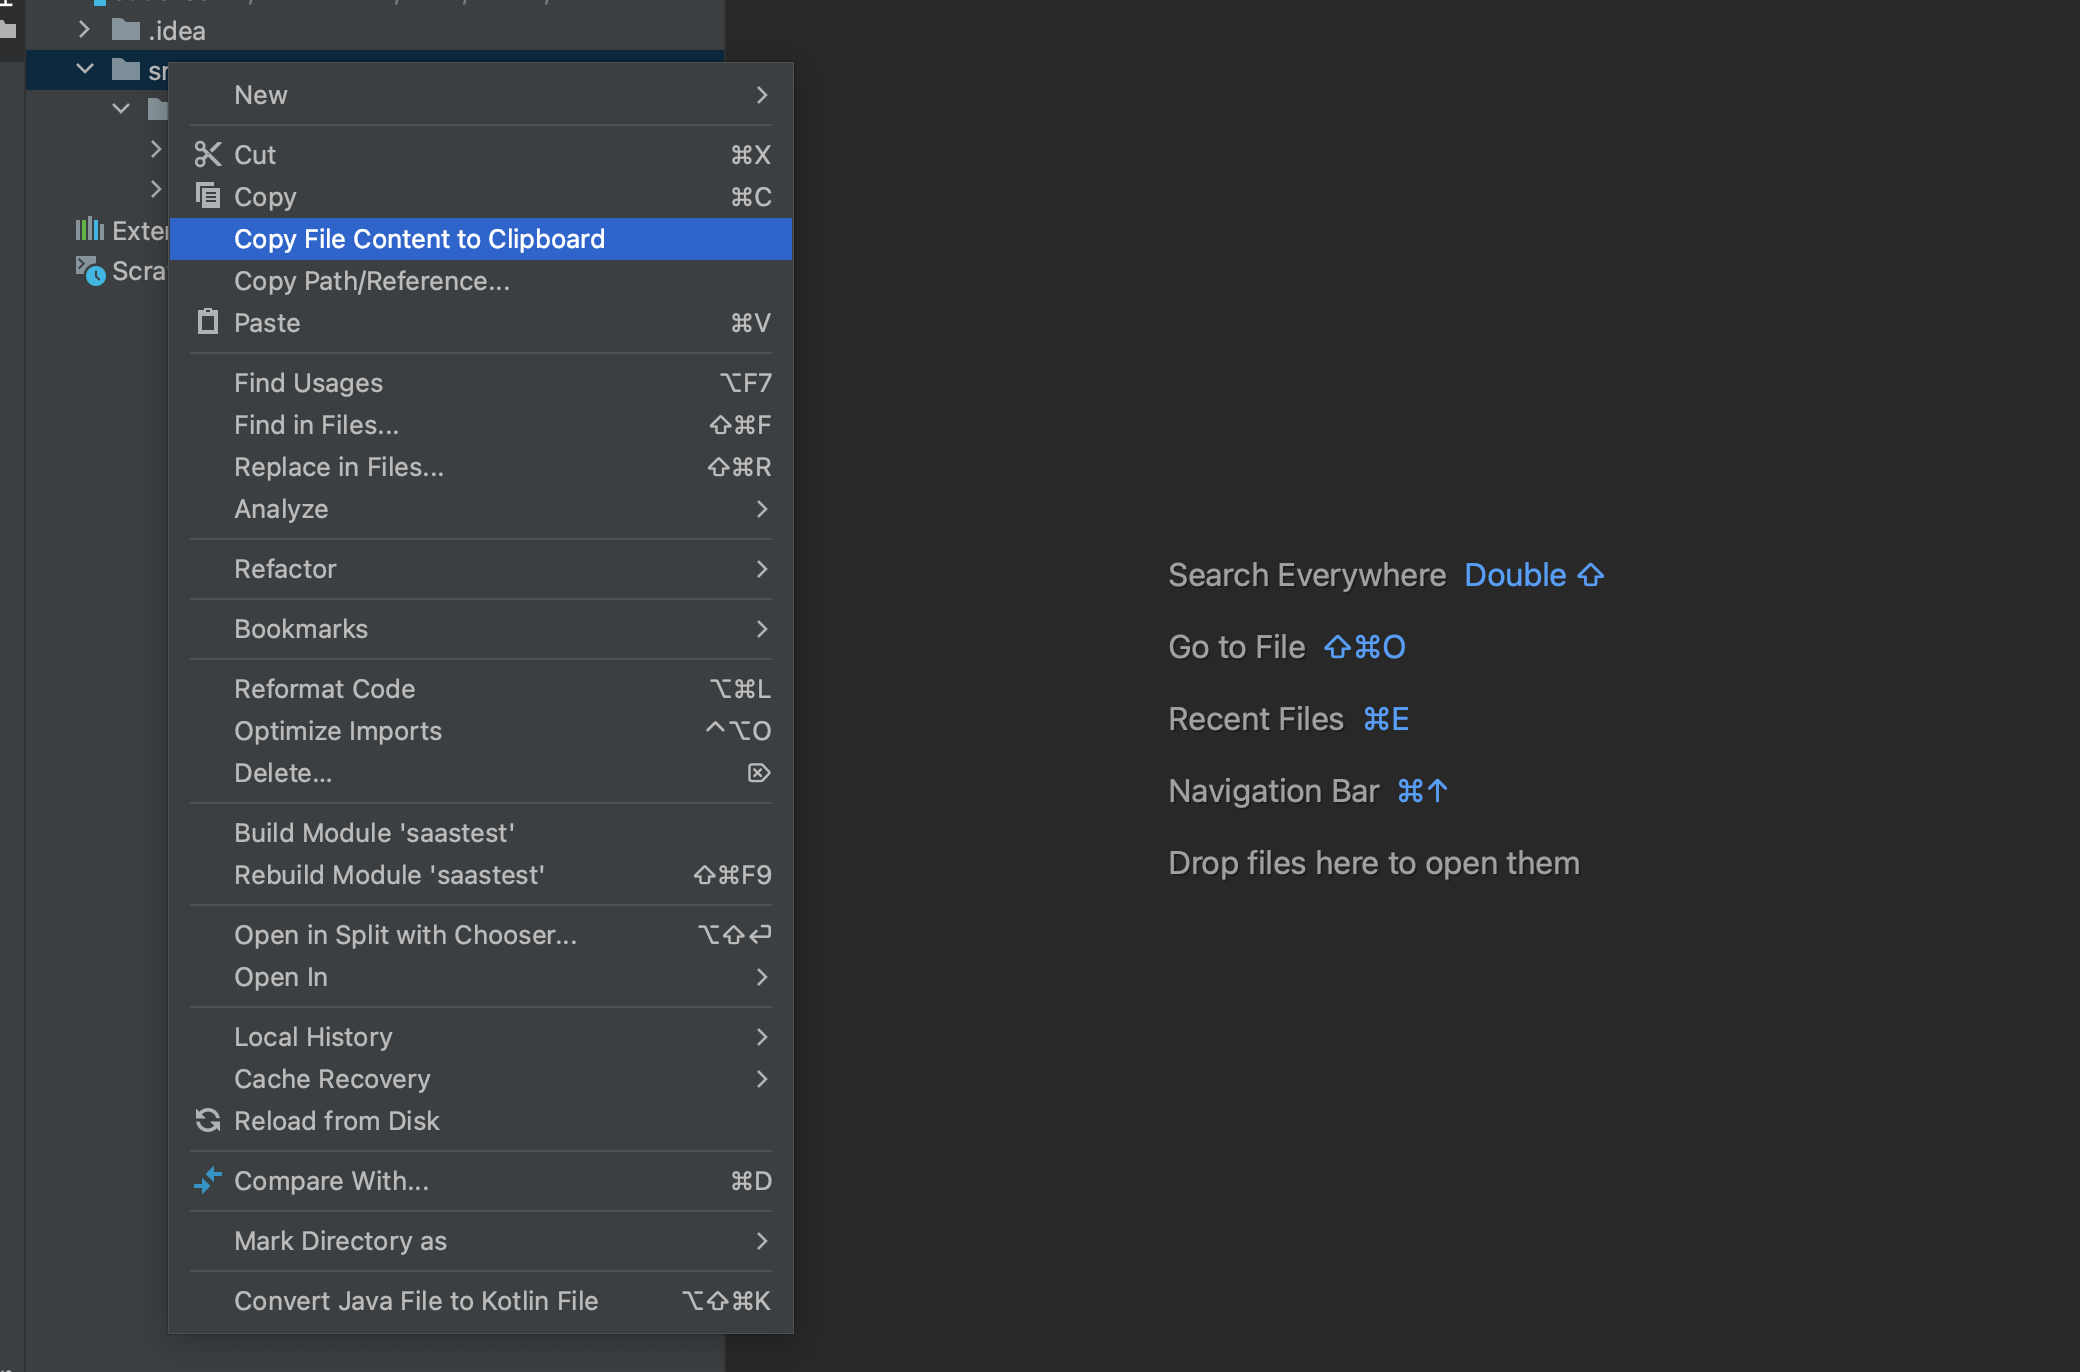 .idea
New
Cut ⌘X
Copy ⌘C
Copy File Content to Clipboard
Copy Path/Reference...
Paste ⌘V
Find Usages ⌥F7
Find in Files... ⇧⌘F
Replace in Files... ⇧⌘R
Analyze
Refactor
Bookmarks
Reformat Code ⌥⌘L
Optimize Imports ^⌥O
Delete... ⌦
Build Module 'saastest'
Rebuild Module 'saastest' ⇧⌘F9
Open in Split with Chooser... ⌥⇧↩
Open In
Local History
Cache Recovery
Reload from Disk
Compare With... ⌘D
Mark Directory as
Convert Java File to Kotlin File ⌥⇧⌘K
Search Everywhere Double ⇧
Go to File ⇧⌘O
Recent Files ⌘E
Navigation Bar ⌘↑
Drop files here to open them